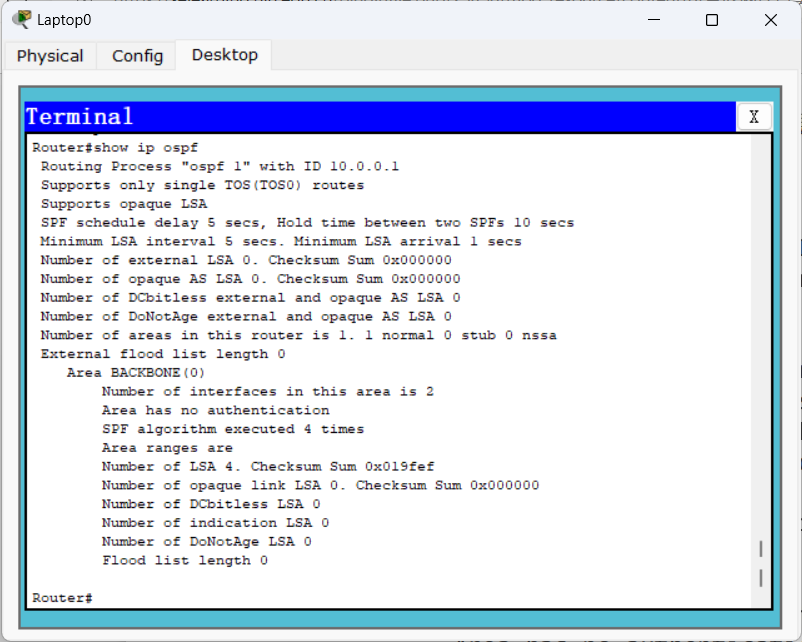 Laptop0
Physical Config Desktop
Terminal
X
Router#show ip ospf
Routing Process "ospf 1" with ID 10.0.0.1
Supports only single TOS(TOS0) routes
Supports opaque LSA
SPF schedule delay 5 secs, Hold time between two SPFs 10 secs
Minimum LSA interval 5 secs. Minimum LSA arrival 1 secs
Number of external LSA 0. Checksum Sum 0x000000
Number of opaque AS LSA 0. Checksum Sum 0x000000
Number of DCbitless external and opaque AS LSA 0
Number of DoNotAge external and opaque AS LSA 0
Number of areas in this router is 1. 1 normal 0 stub 0 nssa
External flood list length 0
Area BACKBONE(0)
Number of interfaces in this area is 2
Area has no authentication
SPF algorithm executed 4 times
Area ranges are
Number of LSA 4. Checksum Sum 0x019fef
Number of opaque link LSA 0. Checksum Sum 0x000000
Number of DCbitless LSA 0
Number of indication LSA 0
Number of DoNotAge LSA 0
Flood list length 0
Router#